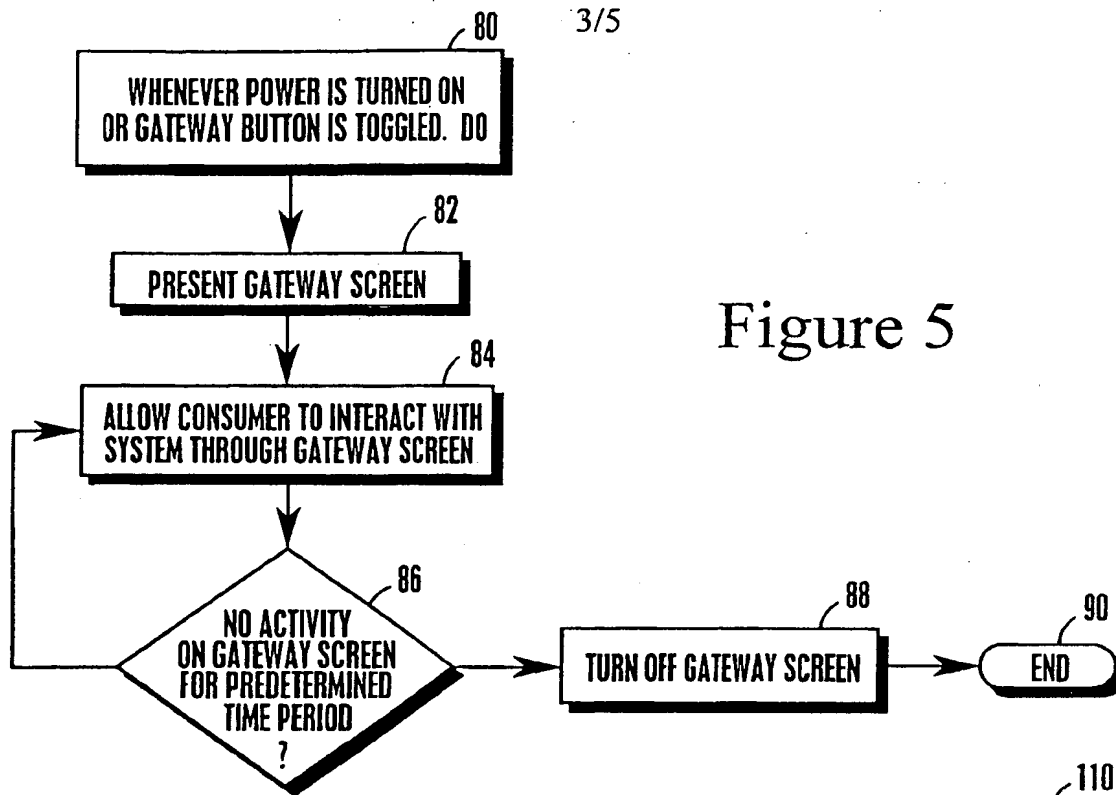 3/5
80
WHENEVER POWER IS TURNED ON
OR GATEWAY BUTTON IS TOGGLED. DO
82
PRESENT GATEWAY SCREEN
Figure 5
84
ALLOW CONSUMER TO INTERACT WITH
SYSTEM THROUGH GATEWAY SCREEN
86
NO ACTIVITY
ON GATEWAY SCREEN
FOR PREDETERMINED
TIME PERIOD
?
88
TURN OFF GATEWAY SCREEN
90
END
110